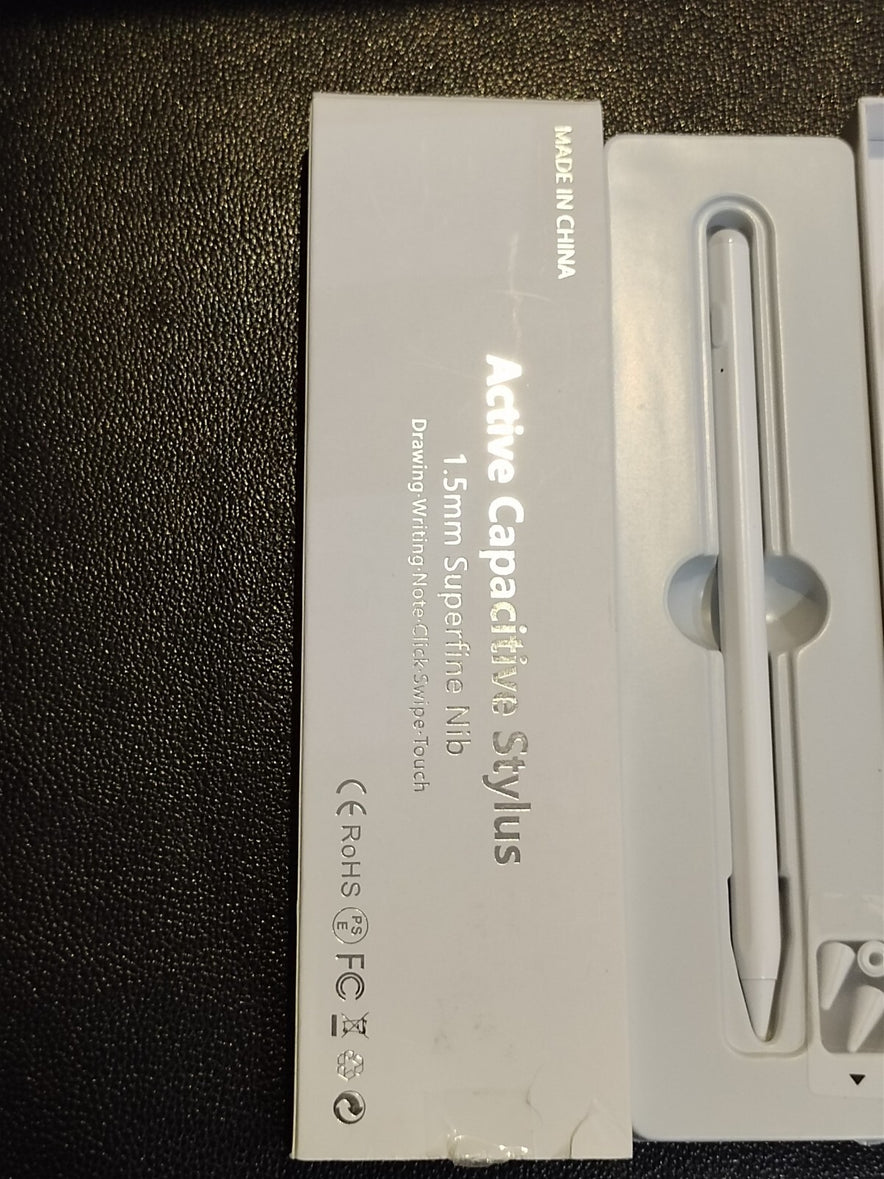 MADE IN CHINA
Active Capacitive Stylus
1.5mm Superfine Nib
Drawing·Writing·Note·Click·Swipe·Touch
CE RoHS PSE FC